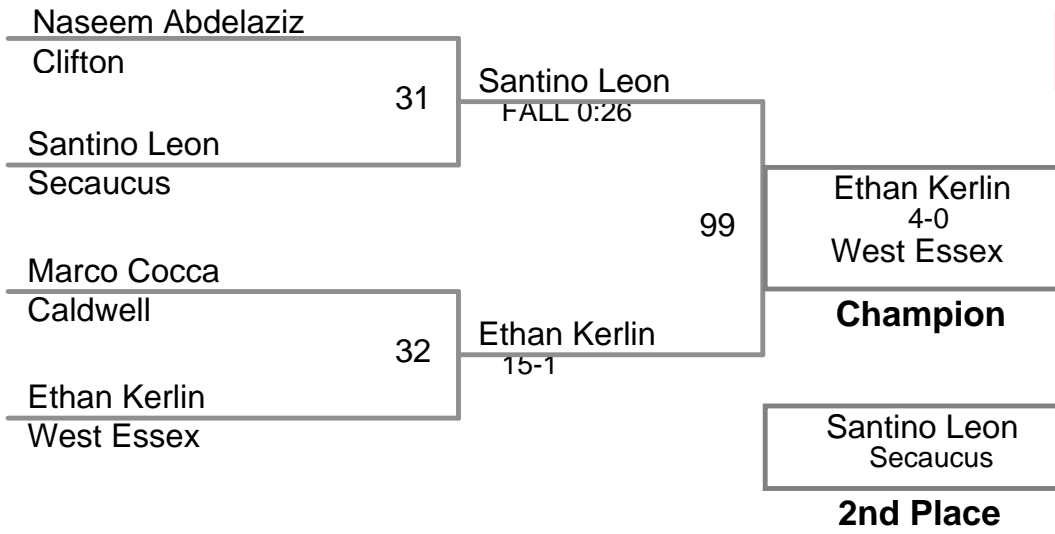 Naseem Abdelaziz
Clifton
31
Santino Leon
FALL 0:26
Santino Leon
Secaucus
99
Ethan Kerlin
4-0
West Essex
Champion
Marco Cocca
Caldwell
32
Ethan Kerlin
15-1
Ethan Kerlin
West Essex
Santino Leon
Secaucus
2nd Place